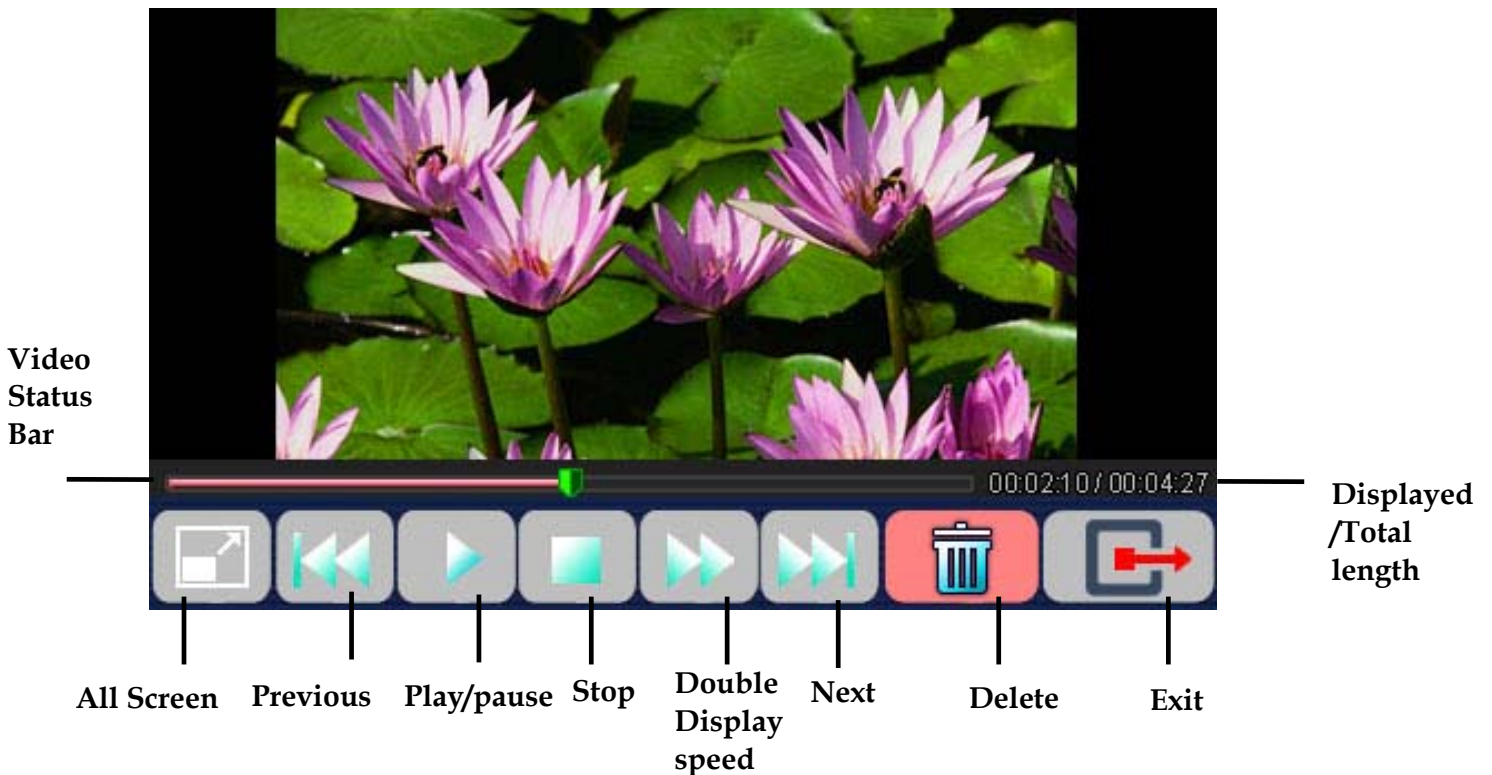 Video
Status
Bar
00:02:10 / 00:04:27
Displayed
/Total
length
All Screen
Previous
Play/pause
Stop
Double
Display
speed
Next
Delete
Exit